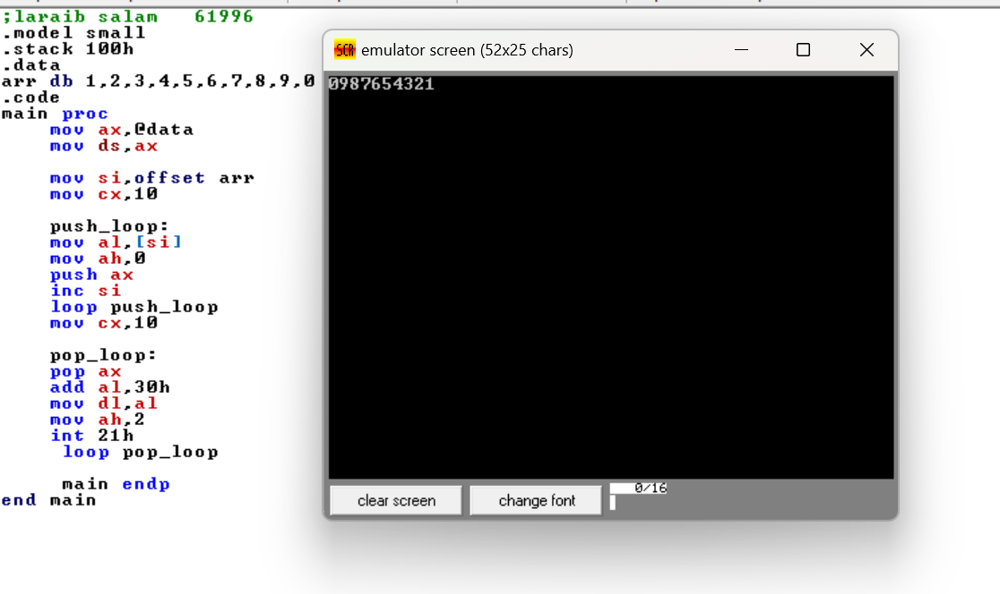 ;laraib salam   61996
.model small
.stack 100h
.data
arr db 1,2,3,4,5,6,7,8,9,0
.code
main proc
    mov ax,@data
    mov ds,ax
    mov si,offset arr
    mov cx,10
    push_loop:
    mov al,[si]
    mov ah,0
    push ax
    inc si
    loop push_loop
    mov cx,10
    pop_loop:
    pop ax
    add al,30h
    mov dl,al
    mov ah,2
    int 21h
     loop pop_loop
     main endp
end main
SCR emulator screen (52x25 chars)
0987654321
clear screen change font 0/16